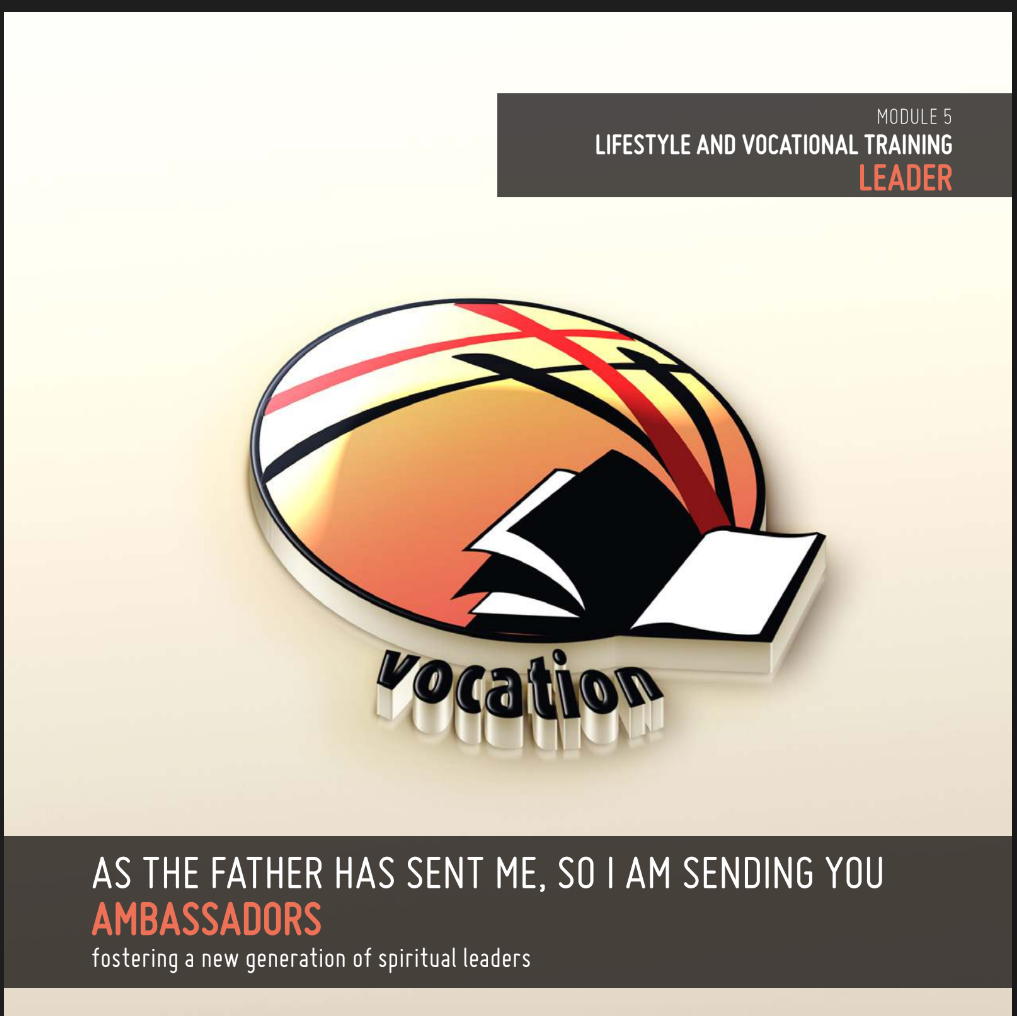 MODULE 5
LIFESTYLE AND VOCATIONAL TRAINING
LEADER
vocation
AS THE FATHER HAS SENT ME, SO I AM SENDING YOU
AMBASSADORS
fostering a new generation of spiritual leaders